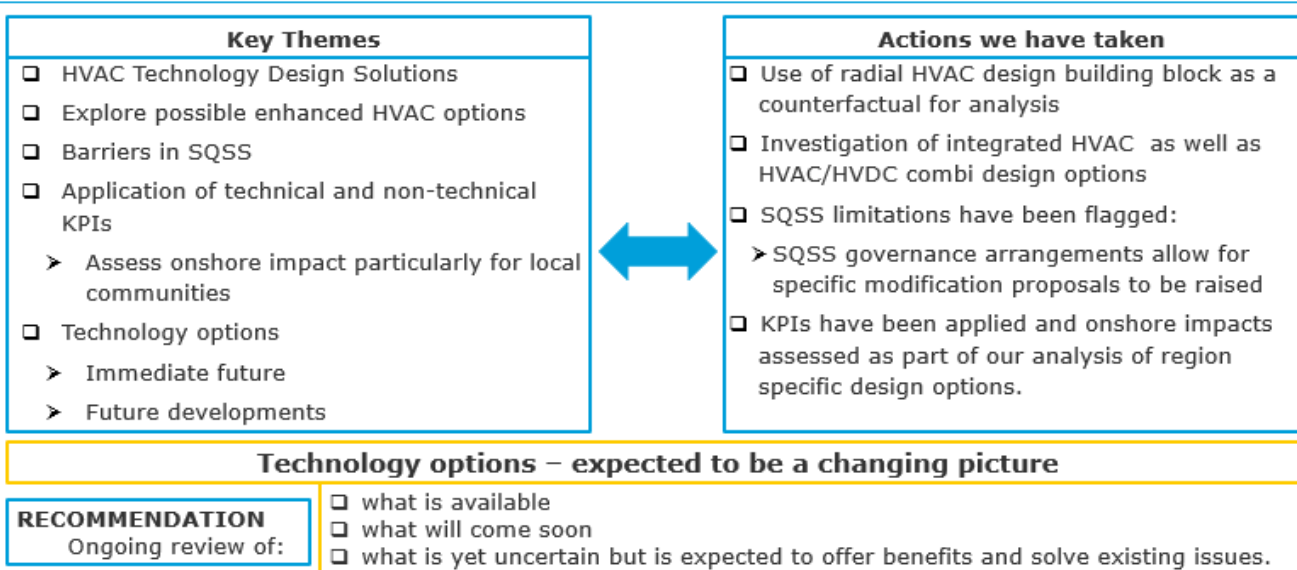 Key Themes
❑ HVAC Technology Design Solutions
❑ Explore possible enhanced HVAC options
❑ Barriers in SQSS
❑ Application of technical and non-technical
KPIs
➤ Assess onshore impact particularly for local
communities
❑ Technology options
➤ Immediate future
➤ Future developments
Actions we have taken
❑ Use of radial HVAC design building block as a
counterfactual for analysis
❑ Investigation of integrated HVAC as well as
HVAC/HVDC combi design options
❑ SQSS limitations have been flagged:
➤ SQSS governance arrangements allow for
specific modification proposals to be raised
❑ KPIs have been applied and onshore impacts
assessed as part of our analysis of region
specific design options.
Technology options – expected to be a changing picture
RECOMMENDATION
Ongoing review of:
❑ what is available
❑ what will come soon
❑ what is yet uncertain but is expected to offer benefits and solve existing issues.